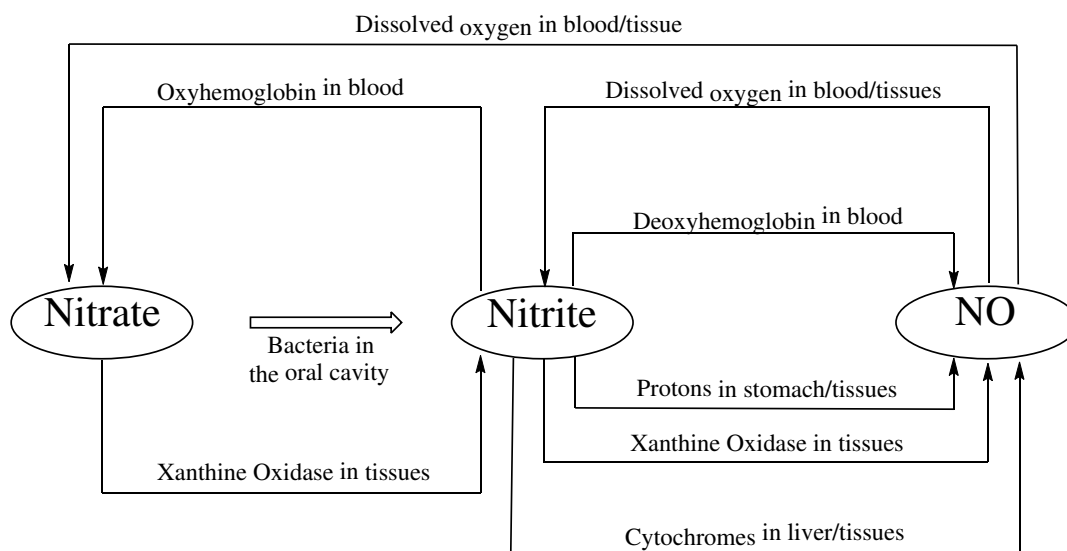 Dissolved oxygen in blood/tissue
Oxyhemoglobin in blood
Dissolved oxygen in blood/tissues
Deoxyhemoglobin in blood
Nitrate
Nitrite
NO
Bacteria in
the oral cavity
Protons in stomach/tissues
Xanthine Oxidase in tissues
Xanthine Oxidase in tissues
Cytochromes in liver/tissues